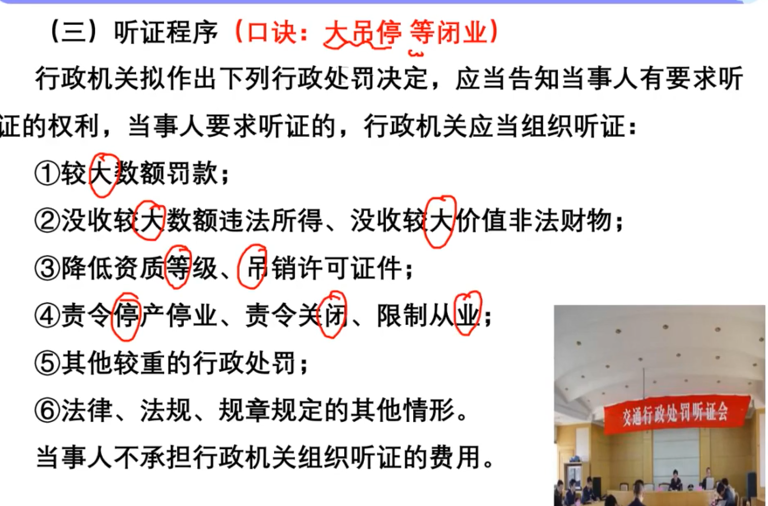 （三）听证程序（口诀：大吊停 等闭业）
行政机关拟作出下列行政处罚决定，应当告知当事人有要求听
证的权利，当事人要求听证的，行政机关应当组织听证：
①较大数额罚款；
②没收较大数额违法所得、没收较大价值非法财物；
③降低资质等级、吊销许可证件；
④责令停产停业、责令关闭、限制从业；
⑤其他较重的行政处罚；
⑥法律、法规、规章规定的其他情形。
当事人不承担行政机关组织听证的费用。
交通行政处罚听证会